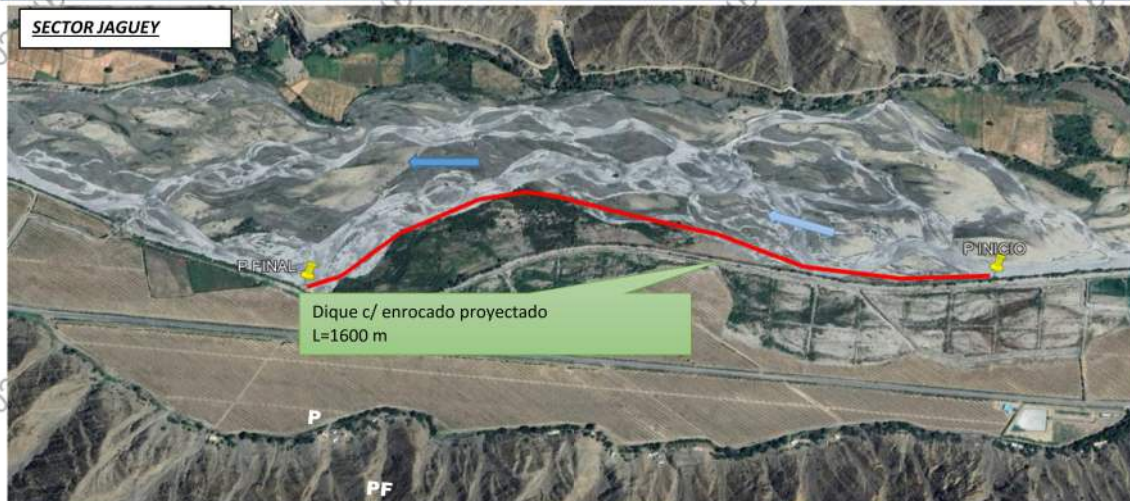 SECTOR JAGUEY
P INICIO
P FINAL
Dique c/ enrocado proyectado
L=1600 m
P
PF